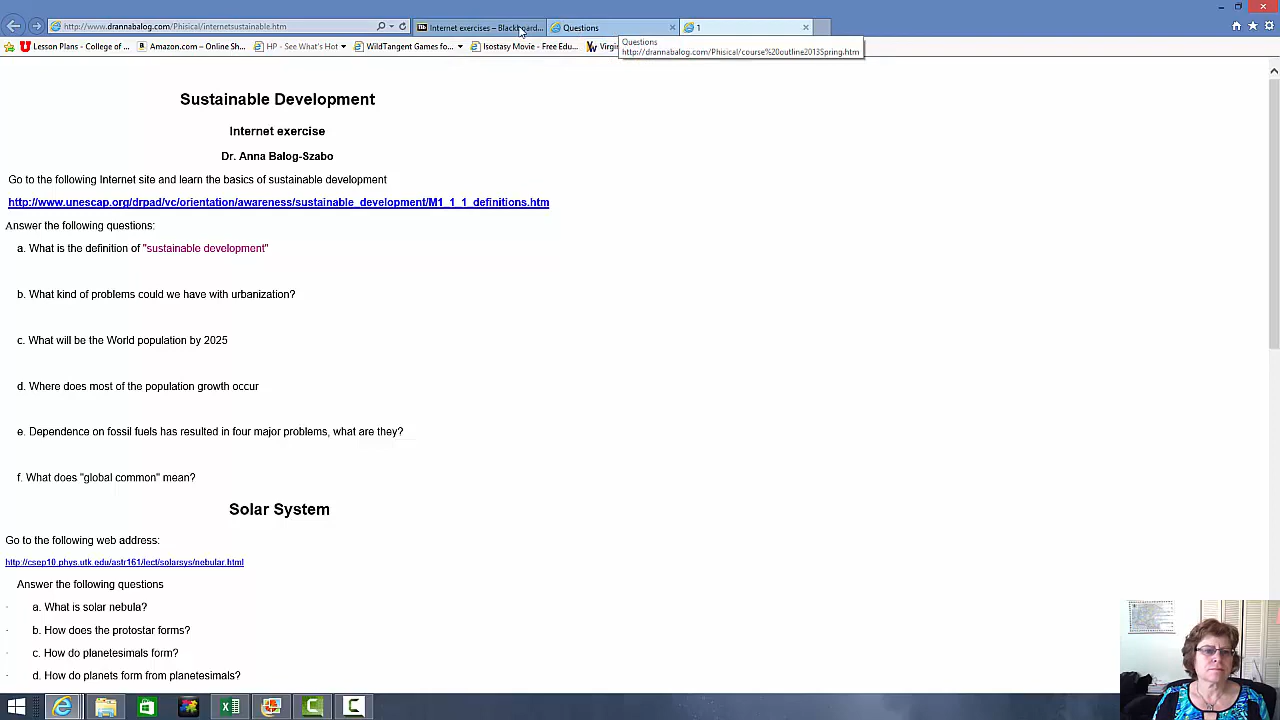 http://www.drannabalog.com/Phisical/internetsustainable.htm
Internet exercises – Blackboard...
Questions
1
Lesson Plans - College of ...
Amazon.com – Online Sh...
HP - See What's Hot
WildTangent Games fo...
Isostasy Movie - Free Edu...
Virgi
Questions
http://drannabalog.com/Phisical/course%20outline2013Spring.htm
Sustainable Development
Internet exercise
Dr. Anna Balog-Szabo
Go to the following Internet site and learn the basics of sustainable development
http://www.unescap.org/drpad/vc/orientation/awareness/sustainable_development/M1_1_1_definitions.htm
Answer the following questions:
a. What is the definition of "sustainable development"
b. What kind of problems could we have with urbanization?
c. What will be the World population by 2025
d. Where does most of the population growth occur
e. Dependence on fossil fuels has resulted in four major problems, what are they?
f. What does "global common" mean?
Solar System
Go to the following web address:
http://csep10.phys.utk.edu/astr161/lect/solarsys/nebular.html
Answer the following questions
· a. What is solar nebula?
· b. How does the protostar forms?
· c. How do planetesimals form?
· d. How do planets form from planetesimals?